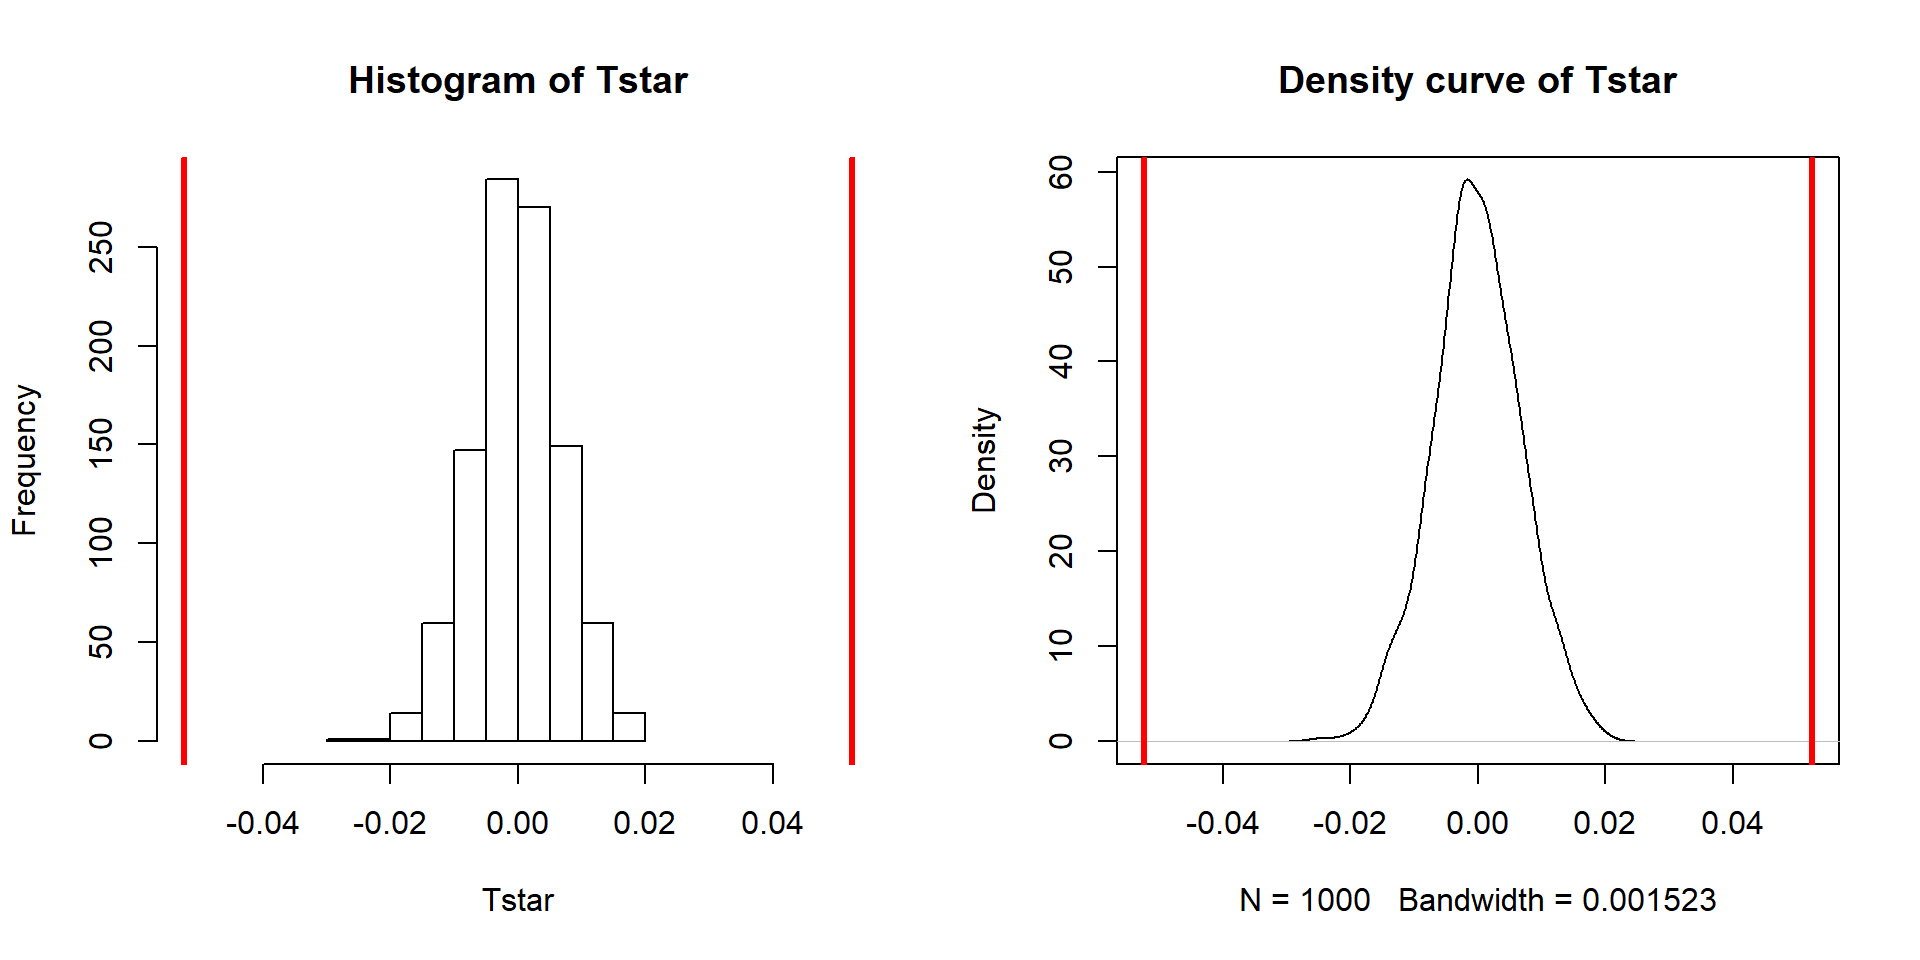 Histogram of Tstar
Frequency
250
200
150
100
50
0
-0.04 -0.02 0.00 0.02 0.04
Tstar
Density curve of Tstar
Density
60
50
40
30
20
10
0
-0.04 -0.02 0.00 0.02 0.04
N = 1000 Bandwidth = 0.001523